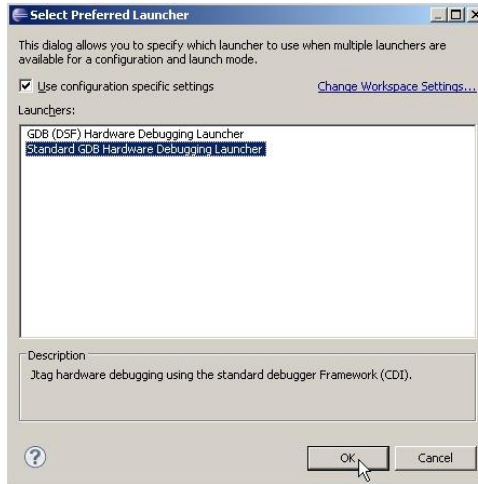 Select Preferred Launcher
This dialog allows you to specify which launcher to use when multiple launchers are
available for a configuration and launch mode.
Use configuration specific settings
Change Workspace Settings...
Launchers:
GDB (DSF) Hardware Debugging Launcher
Standard GDB Hardware Debugging Launcher
Description
Jtag hardware debugging using the standard debugger Framework (CDI).
?
OK
Cancel